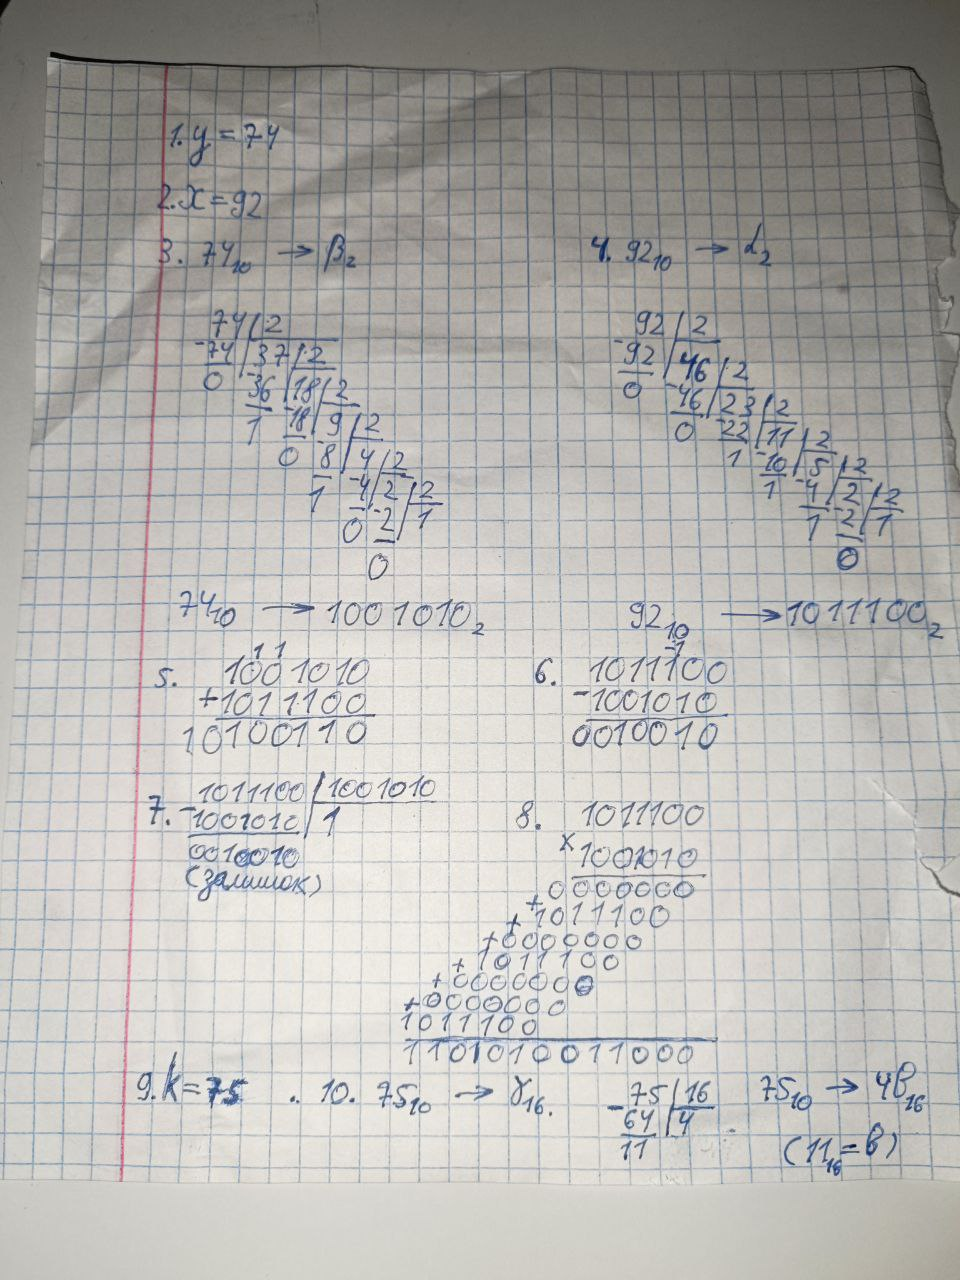 1. y = 74
2. x = 92
3. 74₁₀ → β₂
4. 92₁₀ → α₂
74 | 2
-74 | 37 | 2
0 -36 | 18 | 2
1 -18 | 9 | 2
0 -8 | 4 | 2
1 -4 | 2 | 2
0 -2 | 1
0
92 | 2
-92 | 46 | 2
0 -46 | 23 | 2
0 -22 | 11 | 2
1 -10 | 5 | 2
1 -4 | 2 | 2
1 -2 | 1
0
74₁₀ → 1001010₂
92₁₀ → 1011100₂
5.
1 1
1001010
+1011100
10100110
6.
-1
1011100
-1001010
0010010
7.
-1011100 | 1001010
1001010 | 1
0010010
(залишок)
8.
1011100
x 1001010
0000000
+ 1011100
+ 0000000
+ 1011100
+ 0000000
+ 0000000
+ 1011100
1101010011000
9. k = 75 .. 10. 75₁₀ → γ₁₆.
-75 | 16
64 | 4
11
75₁₀ → 4B₁₆
(11₁₆ = B)